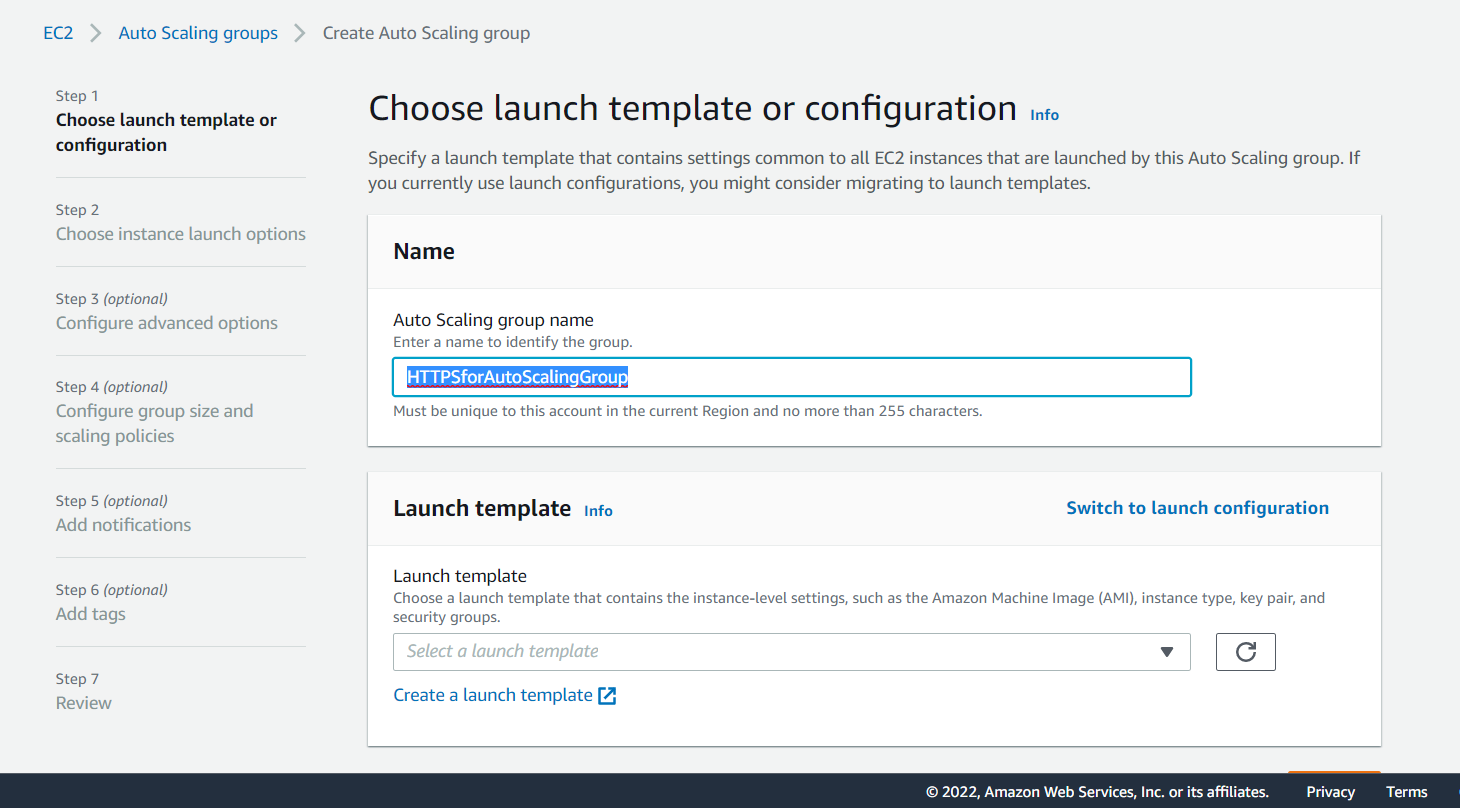 EC2 > Auto Scaling groups > Create Auto Scaling group
Step 1
Choose launch template or
configuration
Step 2
Choose instance launch options
Step 3 (optional)
Configure advanced options
Step 4 (optional)
Configure group size and
scaling policies
Step 5 (optional)
Add notifications
Step 6 (optional)
Add tags
Step 7
Review
Choose launch template or configuration Info
Specify a launch template that contains settings common to all EC2 instances that are launched by this Auto Scaling group. If
you currently use launch configurations, you might consider migrating to launch templates.
Name
Auto Scaling group name
Enter a name to identify the group.
HTTPSforAutoScalingGroup
Must be unique to this account in the current Region and no more than 255 characters.
Launch template Info
Switch to launch configuration
Launch template
Choose a launch template that contains the instance-level settings, such as the Amazon Machine Image (AMI), instance type, key pair, and
security groups.
Select a launch template
Create a launch template
© 2022, Amazon Web Services, Inc. or its affiliates. Privacy Terms